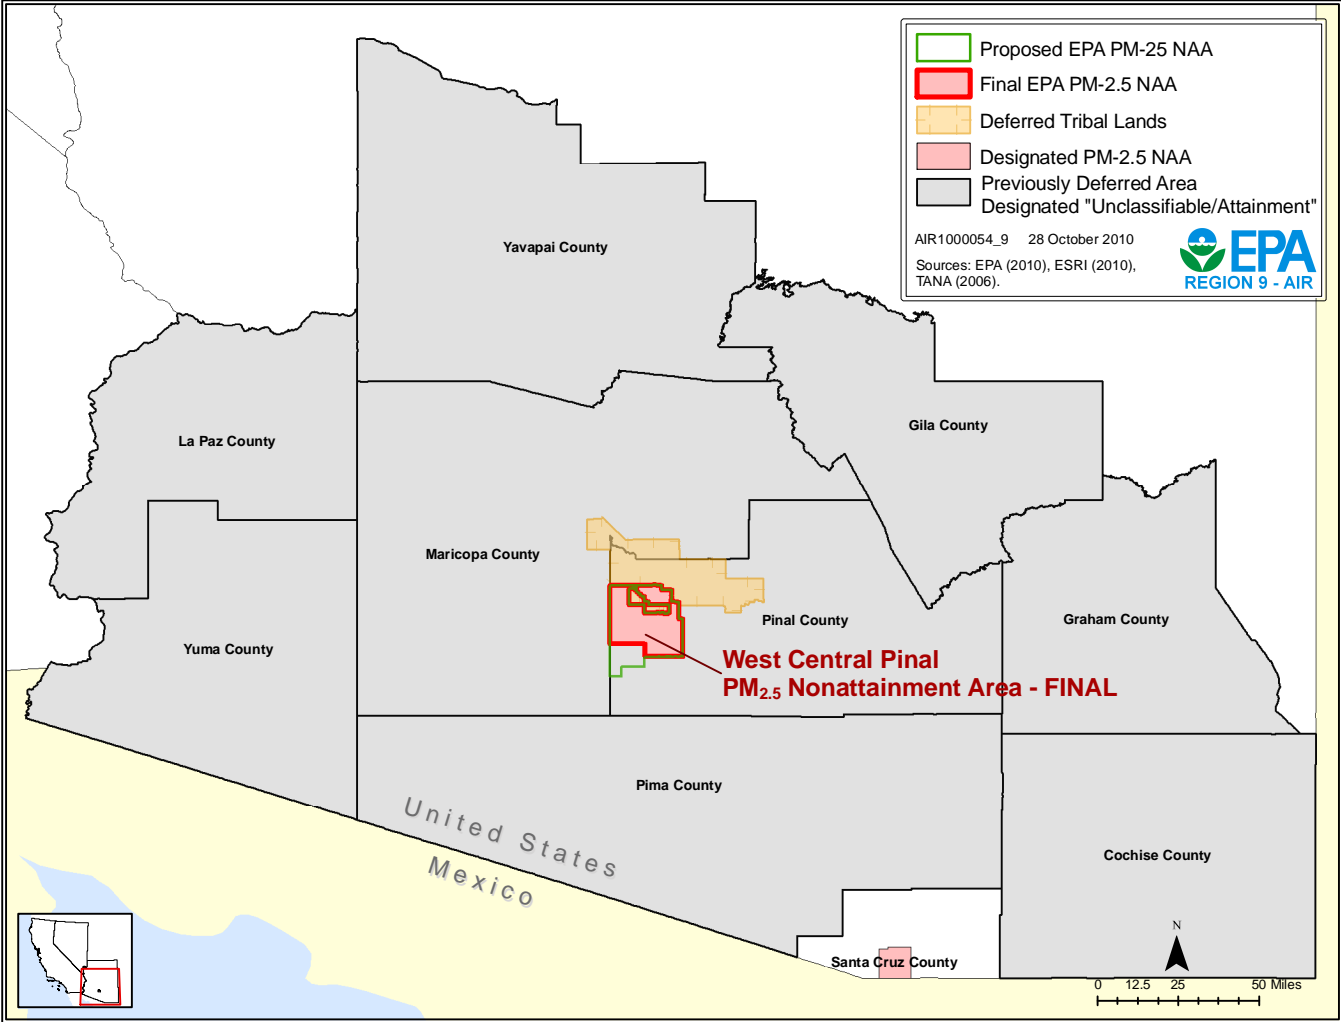 Proposed EPA PM-25 NAA
Final EPA PM-2.5 NAA
Deferred Tribal Lands
Designated PM-2.5 NAA
Previously Deferred Area
Designated "Unclassifiable/Attainment"
AIR1000054_9 28 October 2010
Sources: EPA (2010), ESRI (2010),
TANA (2006).
EPA
REGION 9 - AIR
Yavapai County
La Paz County
Gila County
Maricopa County
Pinal County
Graham County
Yuma County
West Central Pinal
PM2.5 Nonattainment Area - FINAL
Pima County
United States
Mexico
Cochise County
Santa Cruz County
N
0 12.5 25 50 Miles